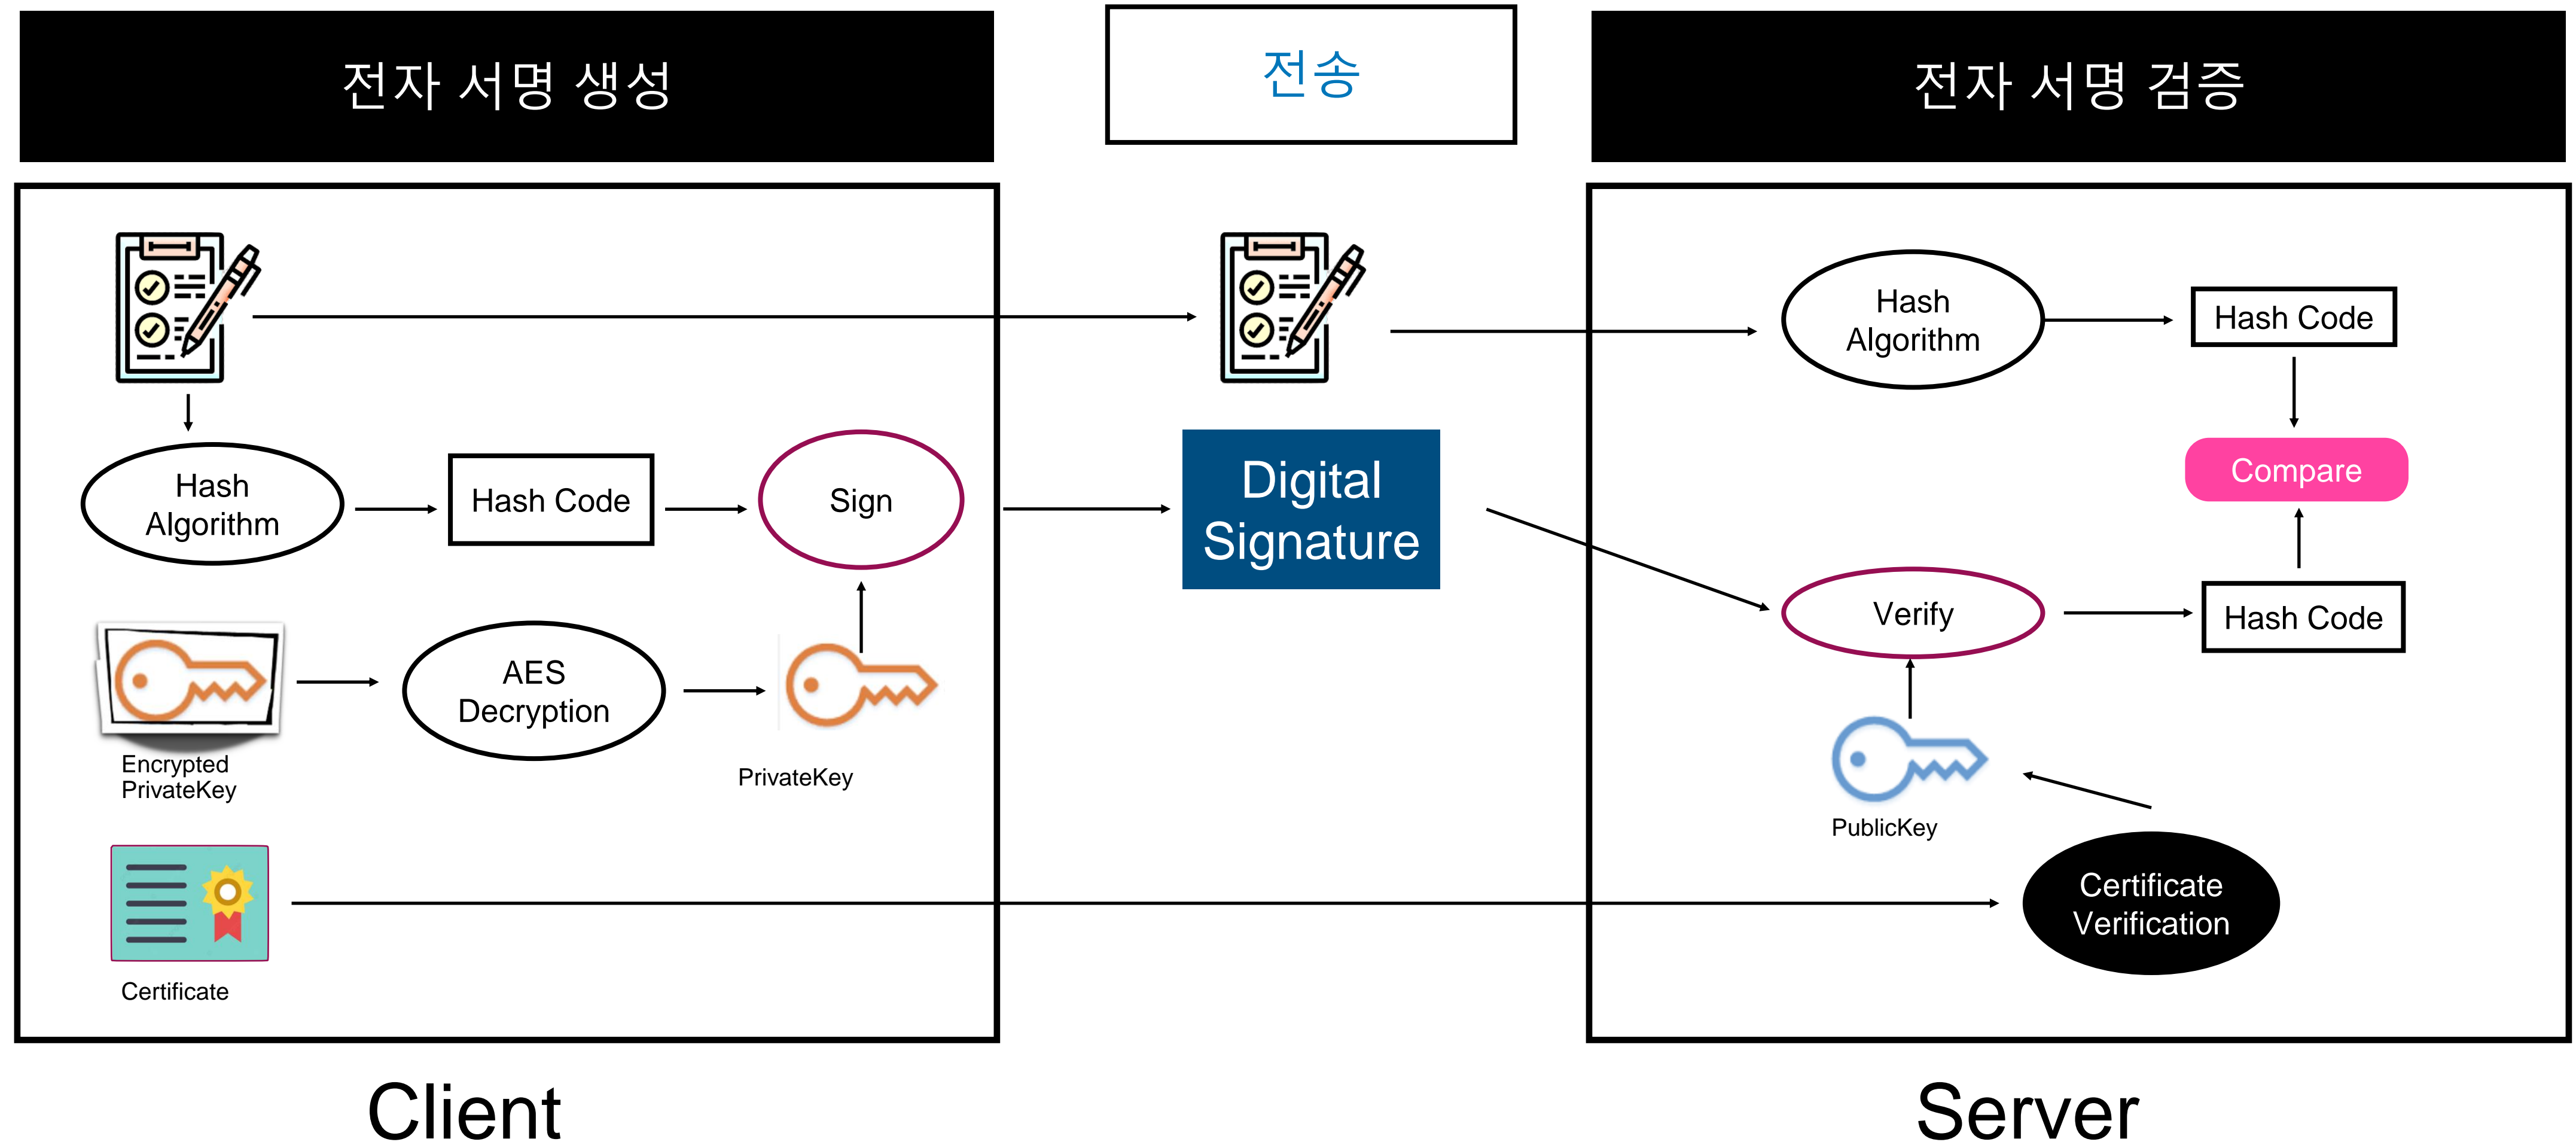 전자 서명 생성
전송
전자 서명 검증
Hash
Algorithm
Hash Code
Sign
Encrypted
PrivateKey
AES
Decryption
PrivateKey
Certificate
Digital
Signature
Hash
Algorithm
Hash Code
Compare
Verify
Hash Code
PublicKey
Certificate
Verification
Client
Server